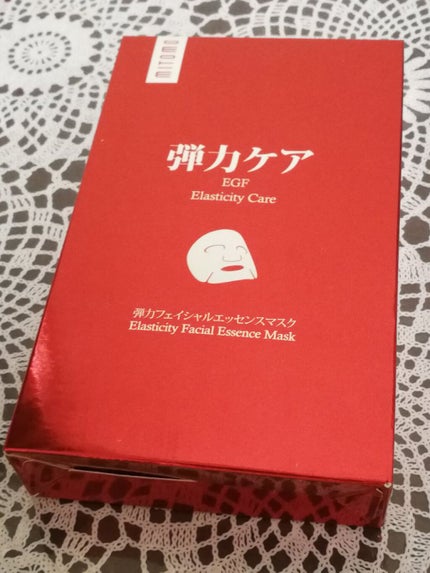 mitomo
弾力ケア
EGF
Elasticity Care
弾力フェイシャルエッセンスマスク
Elasticity Facial Essence Mask